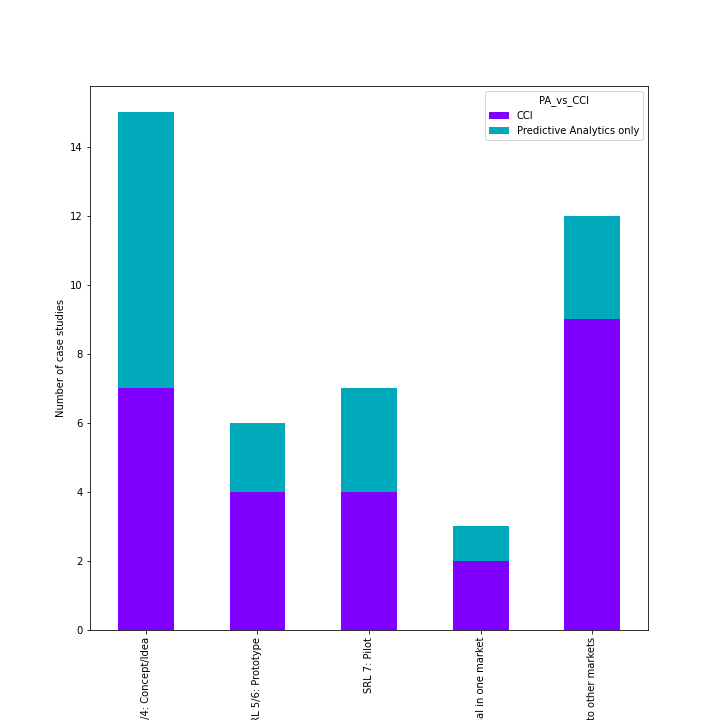 PA_vs_CCI
CCI
Predictive Analytics only
14
12
10
8
6
4
2
0
Number of case studies
/4: Concept/Idea
RL 5/6: Prototype
SRL 7: Pilot
al in one market
to other markets